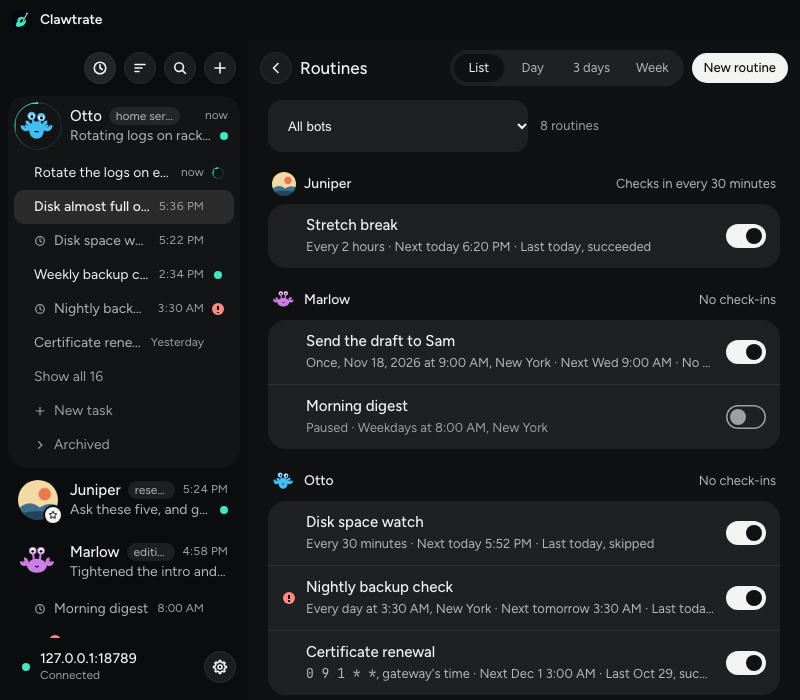 Clawtrate
Otto home ser... now
Rotating logs on rack...
Rotate the logs on e... now
Disk almost full o... 5:36 PM
Disk space w... 5:22 PM
Weekly backup c... 2:34 PM
Nightly back... 3:30 AM
Certificate rene... Yesterday
Show all 16
New task
Archived
Juniper rese... 5:24 PM
Ask these five, and g...
Marlow editi... 4:58 PM
Tightened the intro and...
Morning digest 8:00 AM
127.0.0.1:18789
Connected
Routines
List Day 3 days Week
New routine
All bots
8 routines
Juniper Checks in every 30 minutes
Stretch break
Every 2 hours · Next today 6:20 PM · Last today, succeeded
Marlow No check-ins
Send the draft to Sam
Once, Nov 18, 2026 at 9:00 AM, New York · Next Wed 9:00 AM · No ...
Morning digest
Paused · Weekdays at 8:00 AM, New York
Otto No check-ins
Disk space watch
Every 30 minutes · Next today 5:52 PM · Last today, skipped
Nightly backup check
Every day at 3:30 AM, New York · Next tomorrow 3:30 AM · Last toda...
Certificate renewal
0 9 1 * *, gateway's time · Next Dec 1 3:00 AM · Last Oct 29, suc...